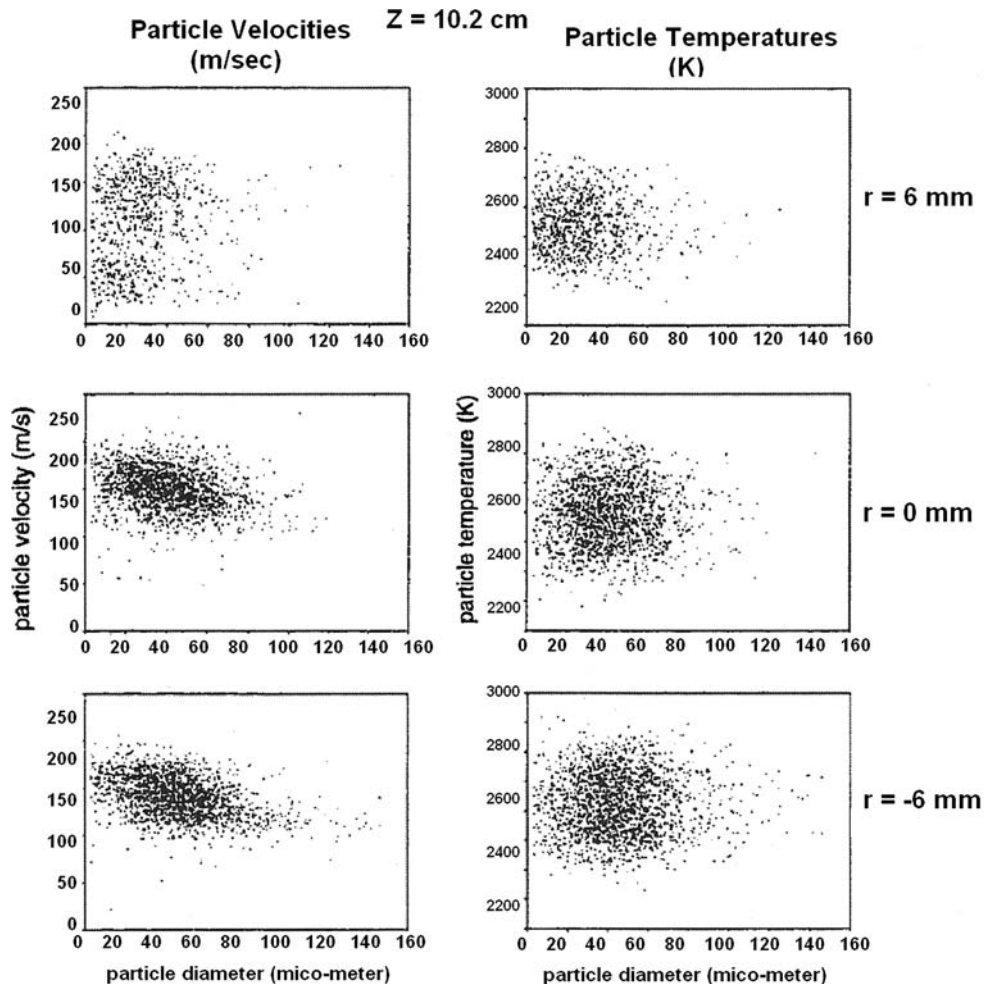 Z = 10.2 cm
Particle Velocities
(m/sec)
Particle Temperatures
(K)
250
200
150
100
50
0
0 20 40 60 80 100 120 140 160
3000
2800
2600
2400
2200
0 20 40 60 80 100 120 140 160
r = 6 mm
particle velocity (m/s)
250
200
150
100
50
0
0 20 40 60 80 100 120 140 160
particle temperature (K)
3000
2800
2600
2400
2200
0 20 40 60 80 100 120 140 160
r = 0 mm
250
200
150
100
50
0
0 20 40 60 80 100 120 140 160
particle diameter (mico-meter)
3000
2800
2600
2400
2200
0 20 40 60 80 100 120 140 160
particle diameter (mico-meter)
r = -6 mm